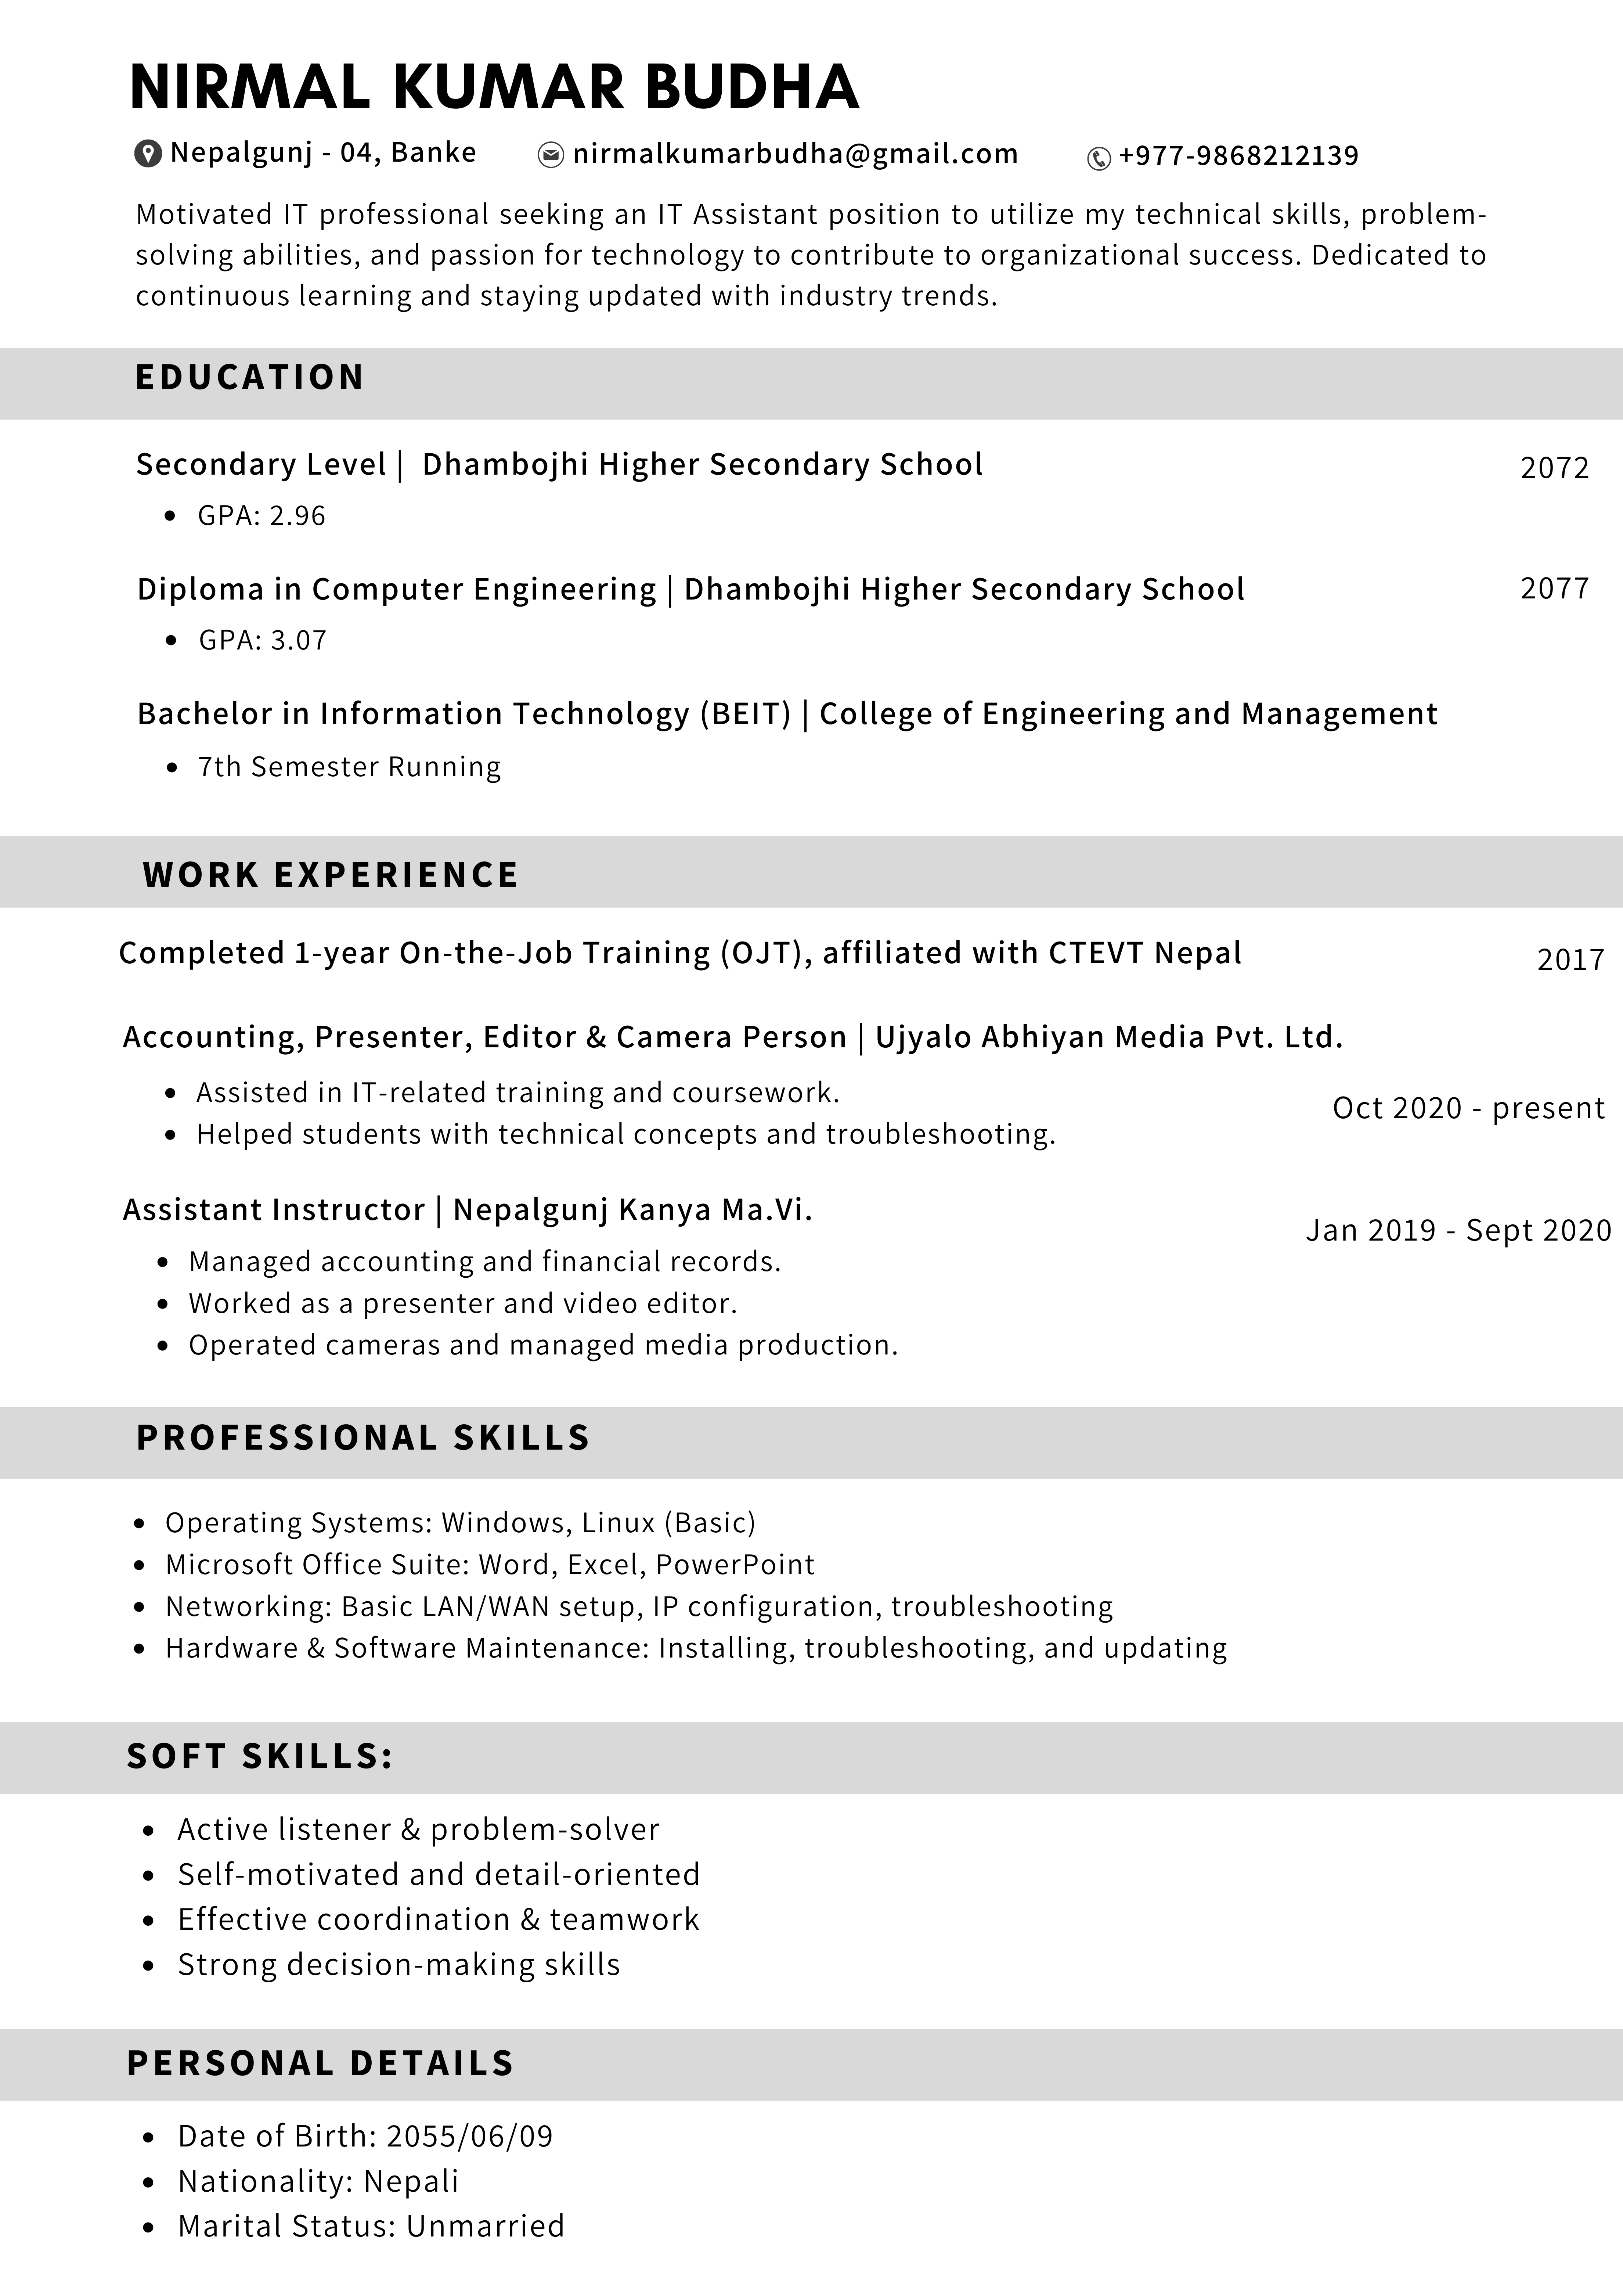 NIRMAL KUMAR BUDHA
Nepalgunj - 04, Banke nirmalkumarbudha@gmail.com +977-9868212139
Motivated IT professional seeking an IT Assistant position to utilize my technical skills, problem-
solving abilities, and passion for technology to contribute to organizational success. Dedicated to
continuous learning and staying updated with industry trends.
EDUCATION
Secondary Level | Dhambojhi Higher Secondary School 2072
• GPA: 2.96
Diploma in Computer Engineering | Dhambojhi Higher Secondary School 2077
• GPA: 3.07
Bachelor in Information Technology (BEIT) | College of Engineering and Management
• 7th Semester Running
WORK EXPERIENCE
Completed 1-year On-the-Job Training (OJT), affiliated with CTEVT Nepal 2017
Accounting, Presenter, Editor & Camera Person | Ujyalo Abhiyan Media Pvt. Ltd.
• Assisted in IT-related training and coursework.
Oct 2020 - present
• Helped students with technical concepts and troubleshooting.
Assistant Instructor | Nepalgunj Kanya Ma.Vi.
Jan 2019 - Sept 2020
• Managed accounting and financial records.
• Worked as a presenter and video editor.
• Operated cameras and managed media production.
PROFESSIONAL SKILLS
• Operating Systems: Windows, Linux (Basic)
• Microsoft Office Suite: Word, Excel, PowerPoint
• Networking: Basic LAN/WAN setup, IP configuration, troubleshooting
• Hardware & Software Maintenance: Installing, troubleshooting, and updating
SOFT SKILLS:
• Active listener & problem-solver
• Self-motivated and detail-oriented
• Effective coordination & teamwork
• Strong decision-making skills
PERSONAL DETAILS
• Date of Birth: 2055/06/09
• Nationality: Nepali
• Marital Status: Unmarried